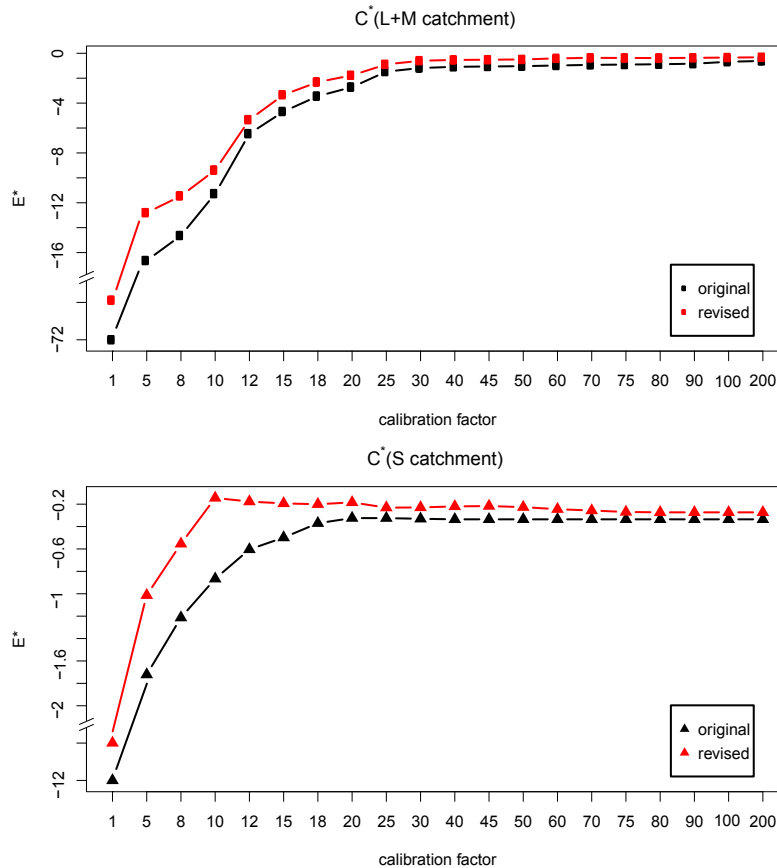 C*(L+M catchment)
0
−4
−8
−12
−16
−72
E*
original
revised
1 5 8 10 12 15 18 20 25 30 40 45 50 60 70 75 80 90 100 200
calibration factor
C*(S catchment)
−0.2
−0.6
−1
−1.6
−2
−12
E*
original
revised
1 5 8 10 12 15 18 20 25 30 40 45 50 60 70 75 80 90 100 200
calibration factor